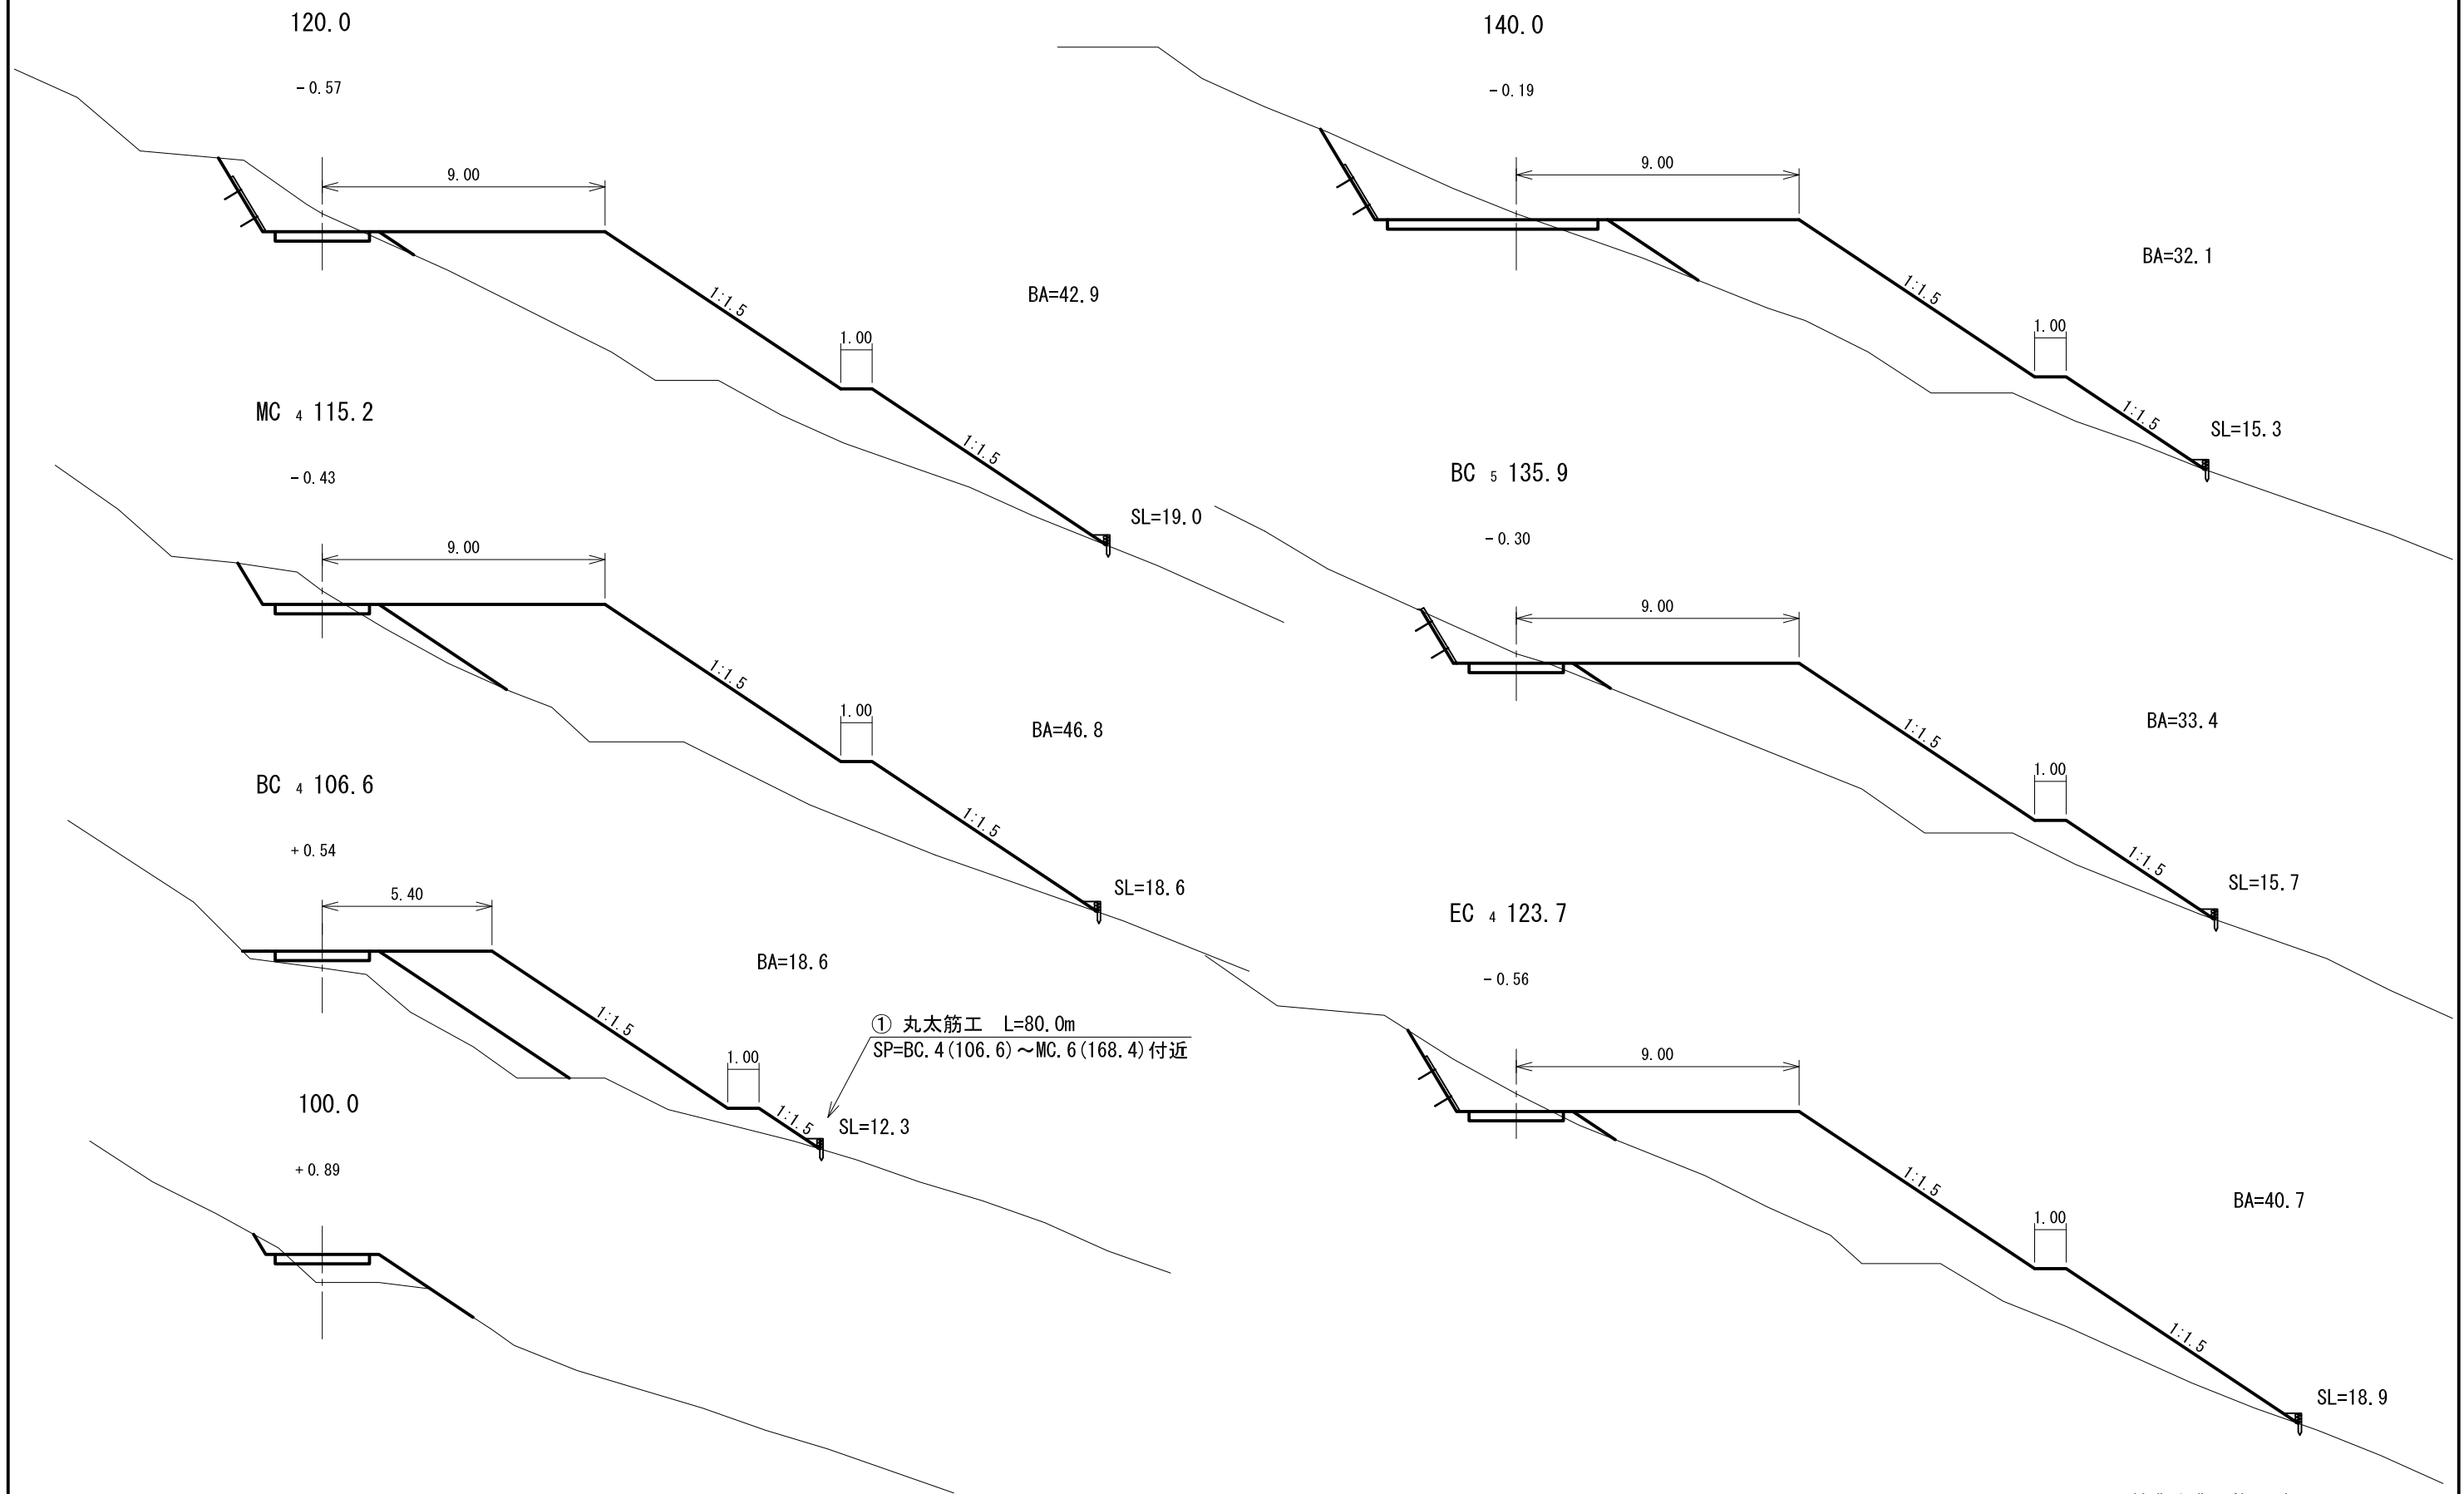 120.0
-0.57
9.00
1:1.5
1.00
1:1.5
BA=42.9
SL=19.0
MC 4 115.2
-0.43
9.00
1:1.5
1.00
1:1.5
BA=46.8
SL=18.6
BC 4 106.6
+0.54
5.40
1:1.5
1.00
1:1.5
BA=18.6
① 丸太筋工 L=80.0m
SP=BC.4(106.6)～MC.6(168.4)付近
SL=12.3
100.0
+0.89
140.0
-0.19
9.00
1:1.5
1.00
1:1.5
BA=32.1
SL=15.3
BC 5 135.9
-0.30
9.00
1:1.5
1.00
1:1.5
BA=33.4
SL=15.7
EC 4 123.7
-0.56
9.00
1:1.5
1.00
1:1.5
BA=40.7
SL=18.9